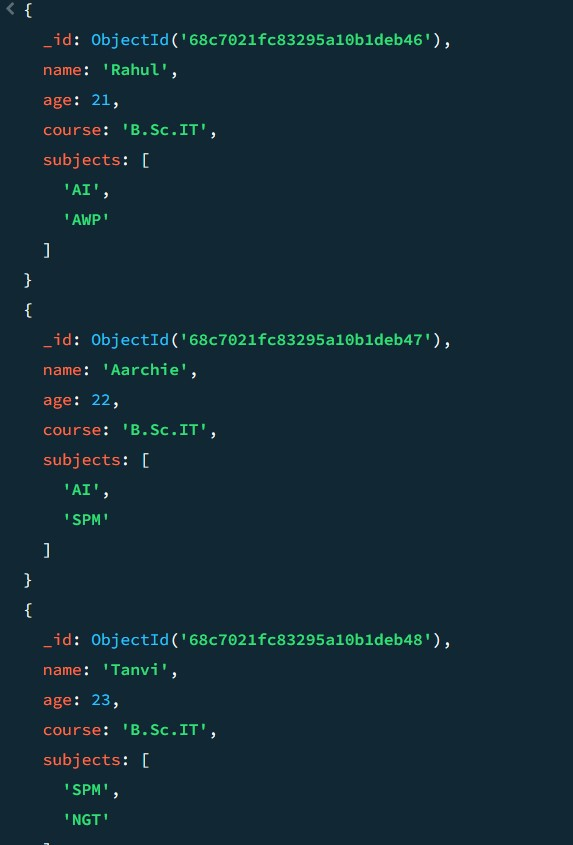 {
_id: ObjectId('68c7021fc83295a10b1deb46'),
name: 'Rahul',
age: 21,
course: 'B.Sc.IT',
subjects: [
'AI',
'AWP'
]
}
{
_id: ObjectId('68c7021fc83295a10b1deb47'),
name: 'Aarchie',
age: 22,
course: 'B.Sc.IT',
subjects: [
'AI',
'SPM'
]
}
{
_id: ObjectId('68c7021fc83295a10b1deb48'),
name: 'Tanvi',
age: 23,
course: 'B.Sc.IT',
subjects: [
'SPM',
'NGT'
]